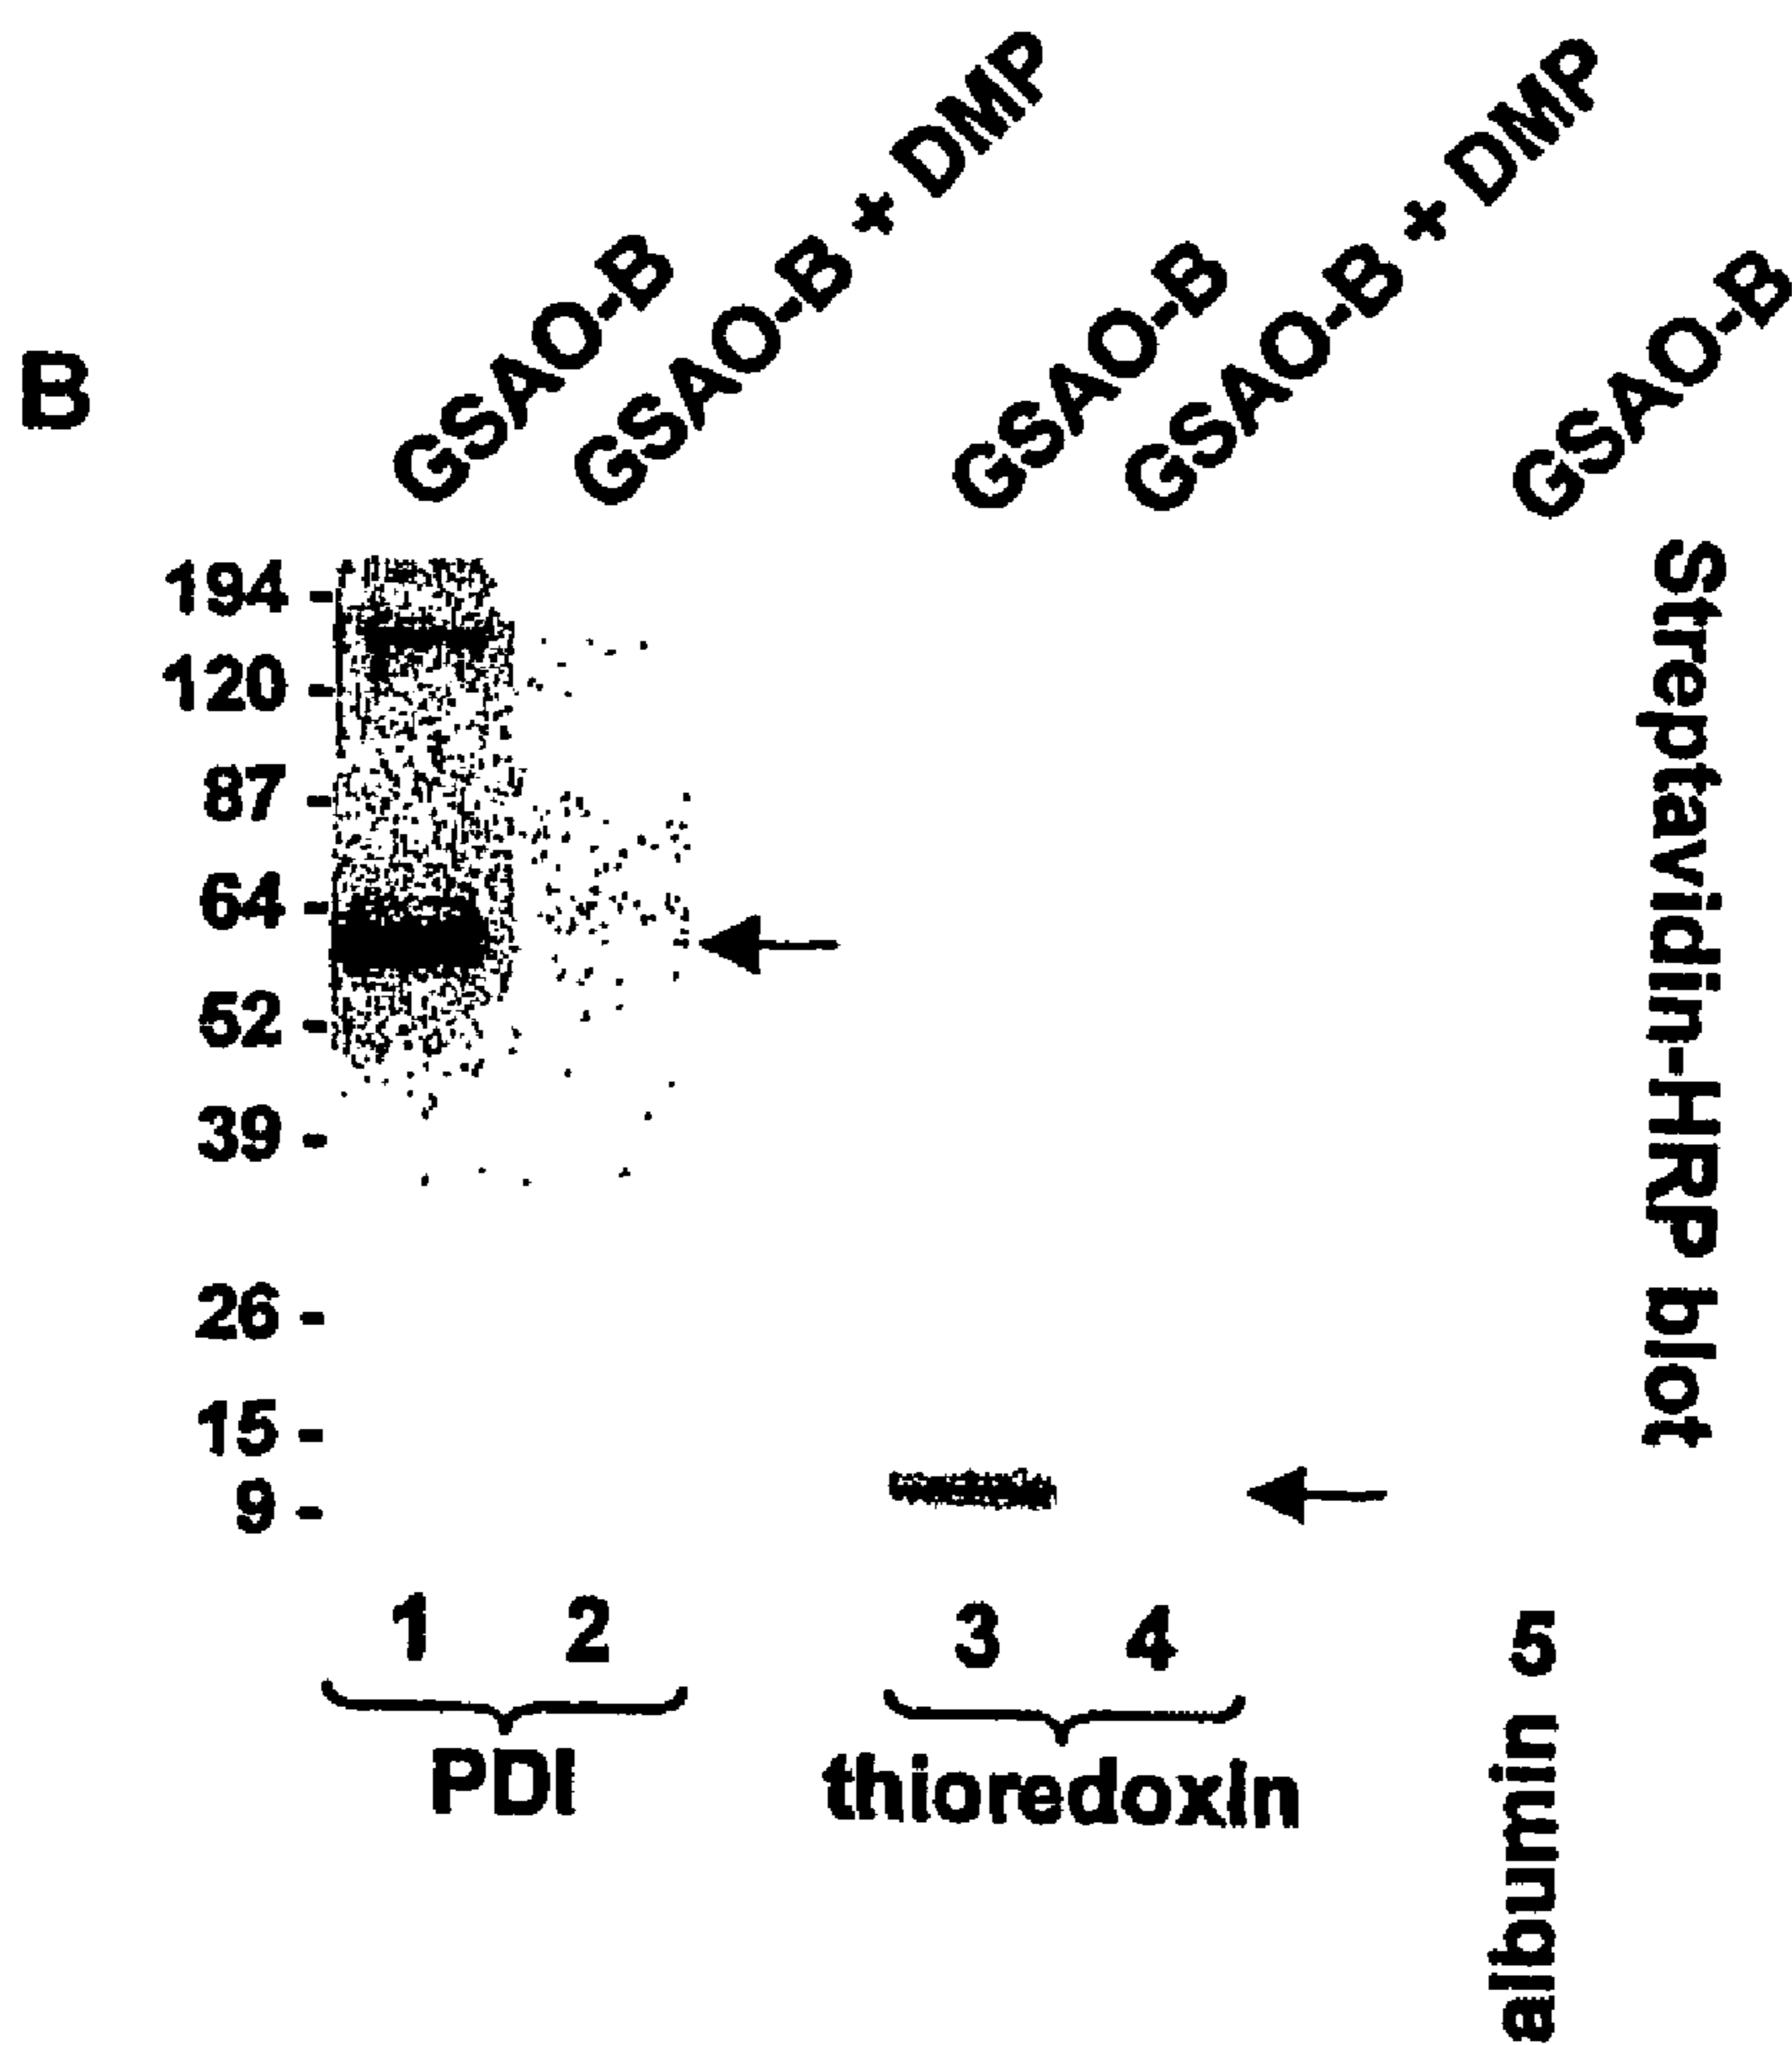 B
GSAO-B
GSAO-B + DMP
GSAO-B
GSAO-B + DMP
GSAO-B
194 -
120 -
87 -
64 -
52 -
39 -
26 -
15 -
9 -
Streptavidin-HRP blot
1 2 3 4 5
PDI
thioredoxin
albumin